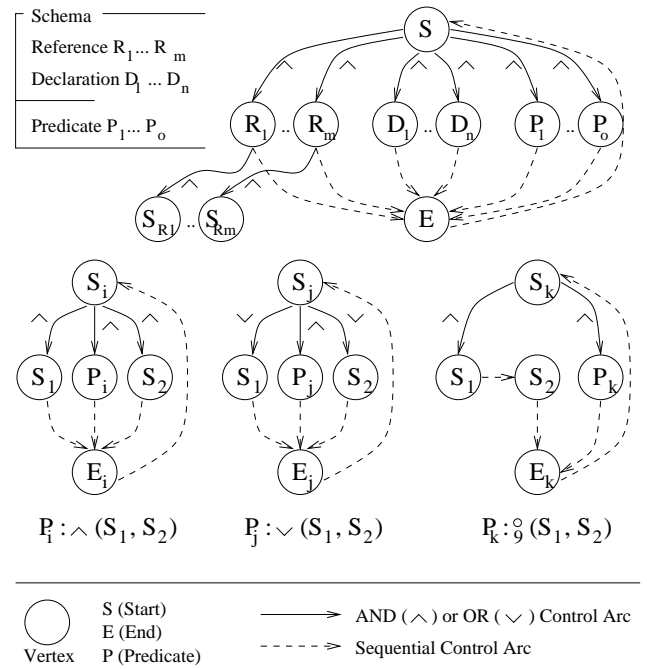 Schema
Reference R1... Rm
Declaration D1 ... Dn
Predicate P1... Po
S
∧ ∧ ∧ ∧ ∧ ∧
R1 .. Rm D1 .. Dn P1 .. Po
∧ ∧
SR1 .. SRm E
Si Sj Sk
∧ ∧ ∧ ∨ ∧ ∨ ∧ ∧
S1 Pi S2 S1 Pj S2 S1 S2 Pk
Ei Ej Ek
Pi : ∧ (S1, S2) Pj : ∨ (S1, S2) Pk : o9 (S1, S2)
S (Start)
E (End)
P (Predicate)
Vertex
AND ( ∧ ) or OR ( ∨ ) Control Arc
Sequential Control Arc